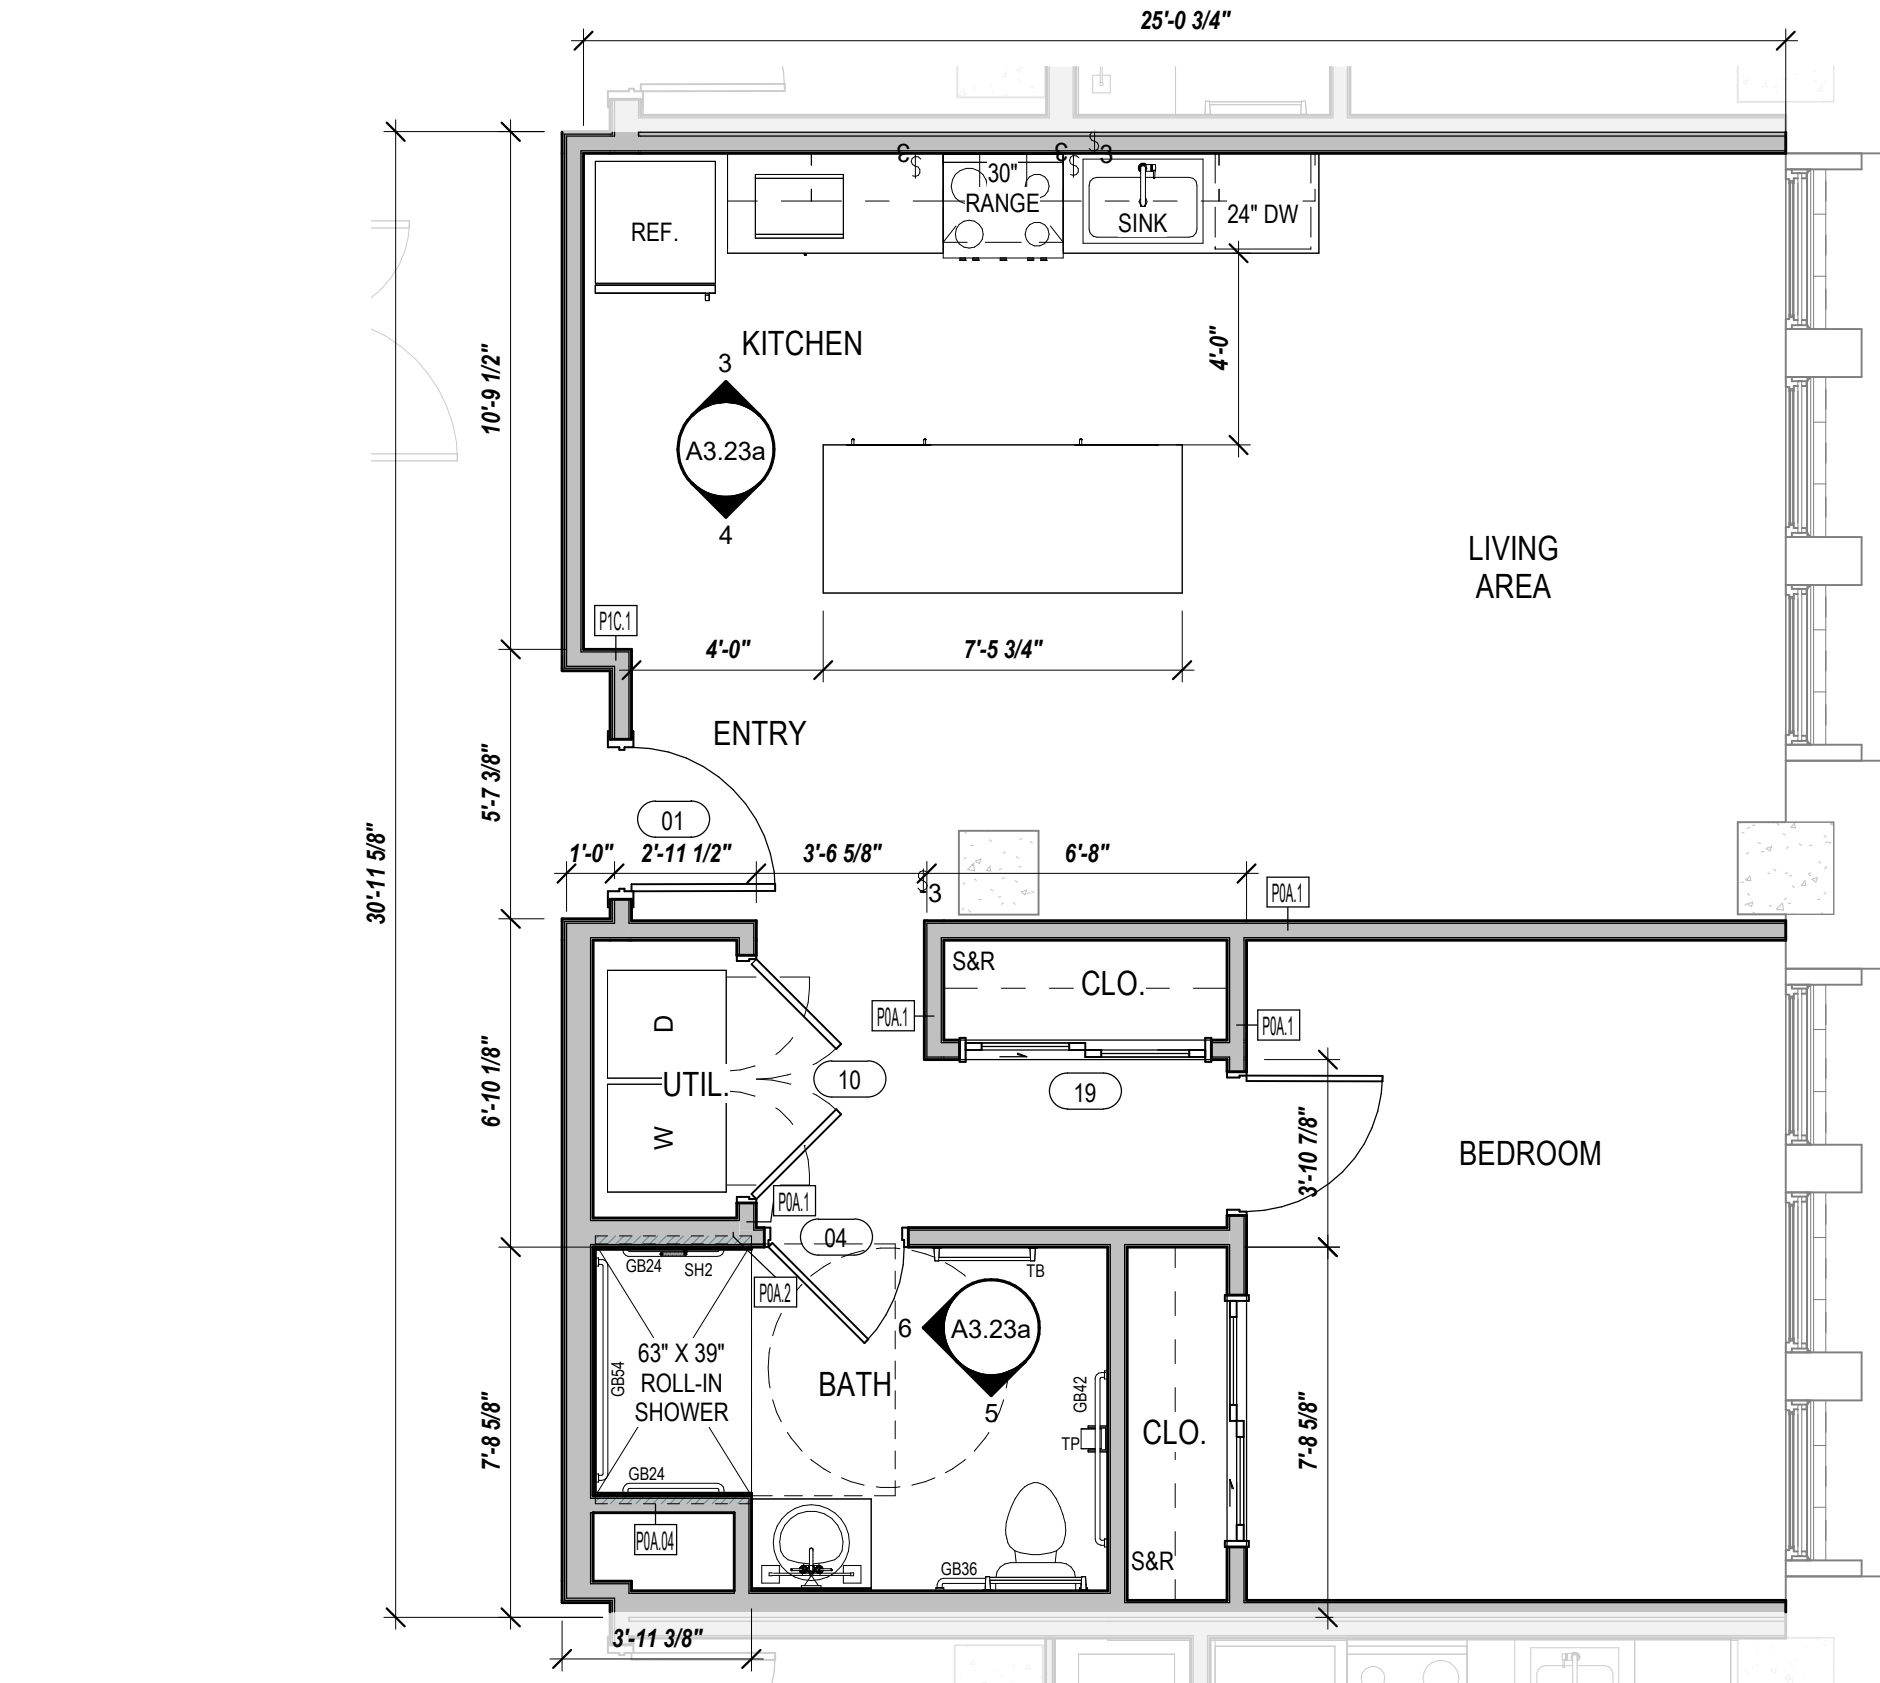 25'-0 3/4"
30"
RANGE
SINK
24" DW
REF.
3
3
3
KITCHEN
3
A3.23a
4
4'-0"
10'-9 1/2"
LIVING
AREA
P1C.1
4'-0"
7'-5 3/4"
ENTRY
5'-7 3/8"
30'-11 5/8"
01
1'-0"
2'-11 1/2"
3'-6 5/8"
6'-8"
3
P0A.1
S&R
CLO.
P0A.1
P0A.1
D
UTIL.
W
10
19
6'-10 1/8"
3'-10 7/8"
BEDROOM
P0A.1
04
GB24
SH2
P0A.2
TB
6
A3.23a
5
63" X 39"
ROLL-IN
SHOWER
GB54
BATH
GB42
TP
CLO.
7'-8 5/8"
7'-8 5/8"
GB24
P0A.04
GB36
S&R
3'-11 3/8"